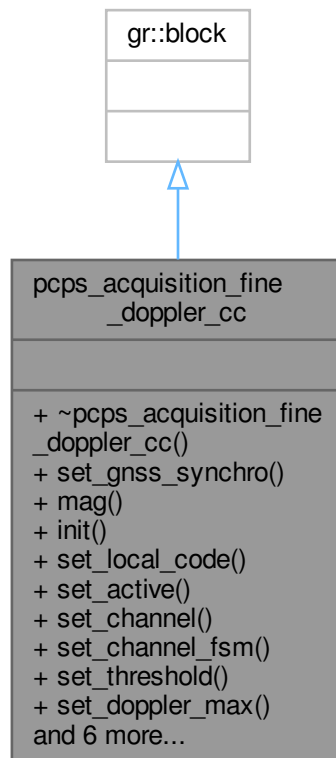 gr::block
pcps_acquisition_fine
_doppler_cc
+ ~pcps_acquisition_fine
_doppler_cc()
+ set_gnss_synchro()
+ mag()
+ init()
+ set_local_code()
+ set_active()
+ set_channel()
+ set_channel_fsm()
+ set_threshold()
+ set_doppler_max()
and 6 more...